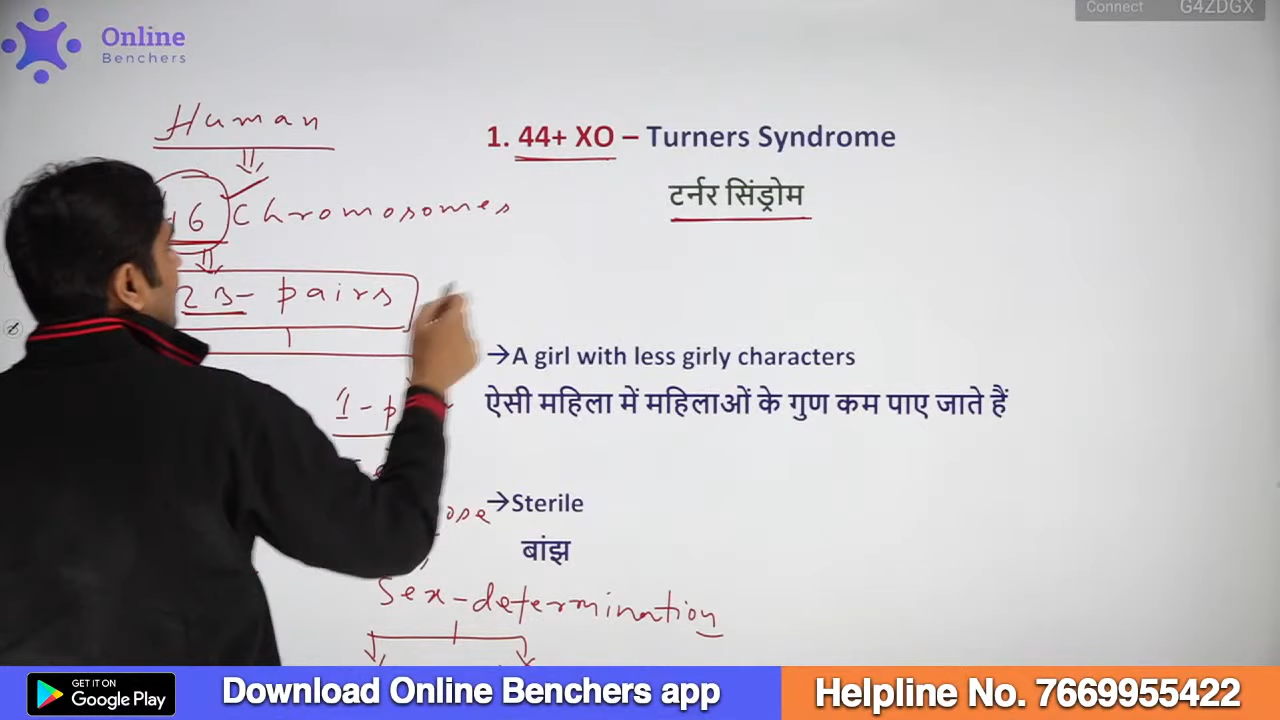 Connect G4ZDGX
Online
Benchers
Human
46 Chromosomes
23- pairs
1. 44+ XO – Turners Syndrome
टर्नर सिंड्रोम
→A girl with less girly characters
ऐसी महिला में महिलाओं के गुण कम पाए जाते हैं
1- p
→Sterile
बांझ
Sex-determination
GET IT ON
Google Play
Download Online Benchers app
Helpline No. 7669955422